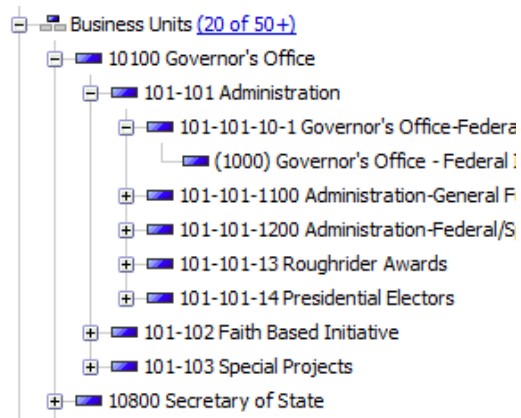 Business Units (20 of 50+)
10100 Governor's Office
101-101 Administration
101-101-10-1 Governor's Office-Federa
(1000) Governor's Office - Federal
101-101-1100 Administration-General F
101-101-1200 Administration-Federal/S
101-101-13 Roughrider Awards
101-101-14 Presidential Electors
101-102 Faith Based Initiative
101-103 Special Projects
10800 Secretary of State